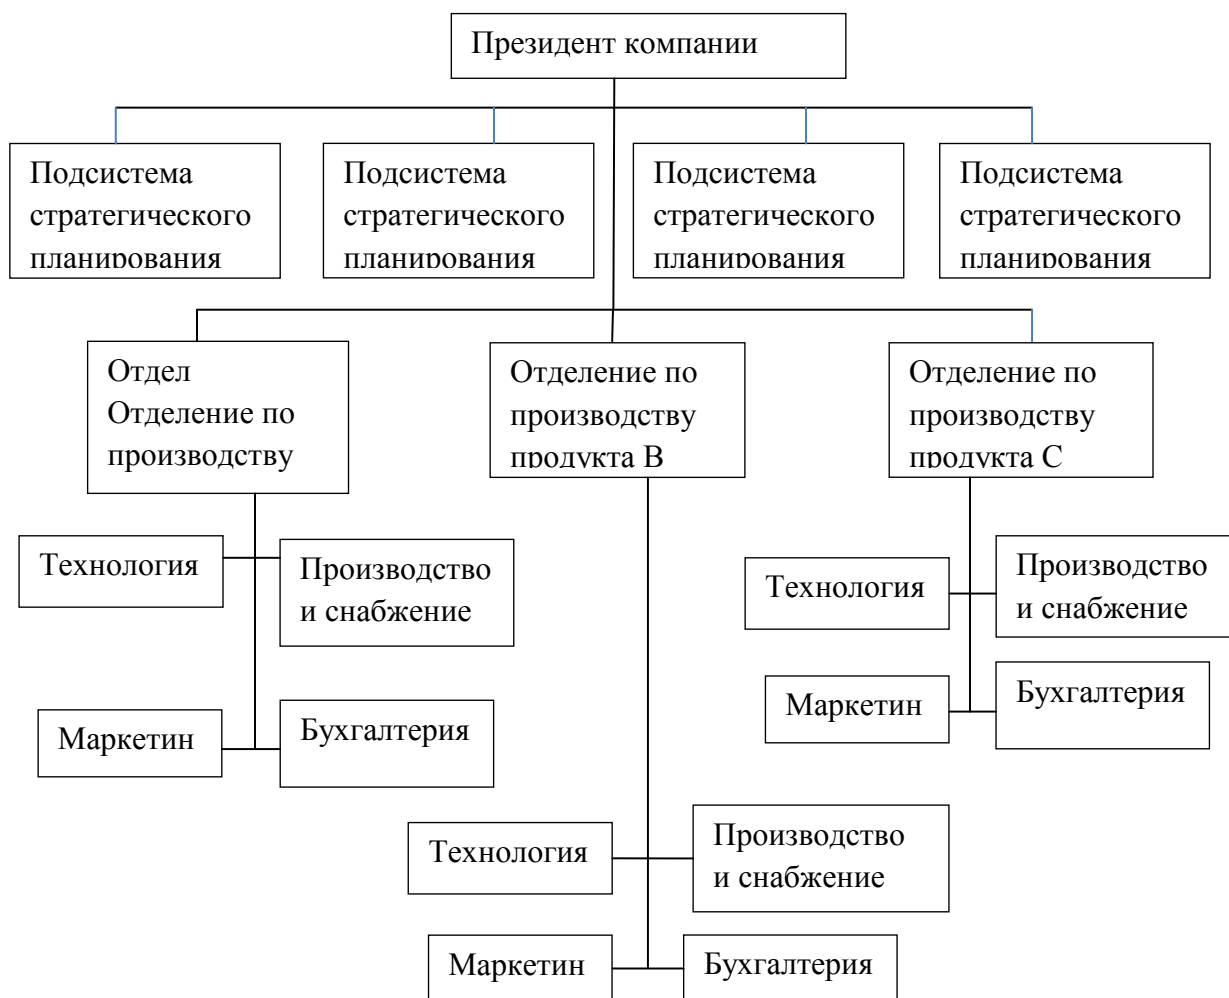 Президент компании
Подсистема
стратегического
планирования
Подсистема
стратегического
планирования
Подсистема
стратегического
планирования
Подсистема
стратегического
планирования
Отдел
Отделение по
производству
Отделение по
производству
продукта В
Отделение по
производству
продукта С
Технология
Производство
и снабжение
Маркетин
Бухгалтерия
Технология
Производство
и снабжение
Маркетин
Бухгалтерия
Технология
Производство
и снабжение
Маркетин
Бухгалтерия